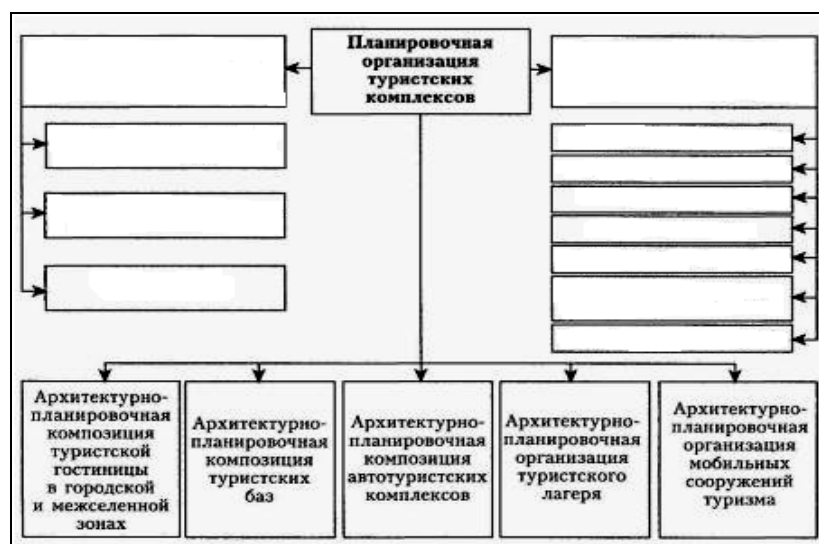 Планировочная
организация
туристских
комплексов
Архитектурно-
планировочная
композиция
туристской
гостиницы
в городской
и межселенной
зонах
Архитектурно-
планировочная
композиция
туристских
баз
Архитектурно-
планировочная
композиция
автотуристских
комплексов
Архитектурно-
планировочная
организация
туристского
лагеря
Архитектурно-
планировочная
организация
мобильных
сооружений
туризма